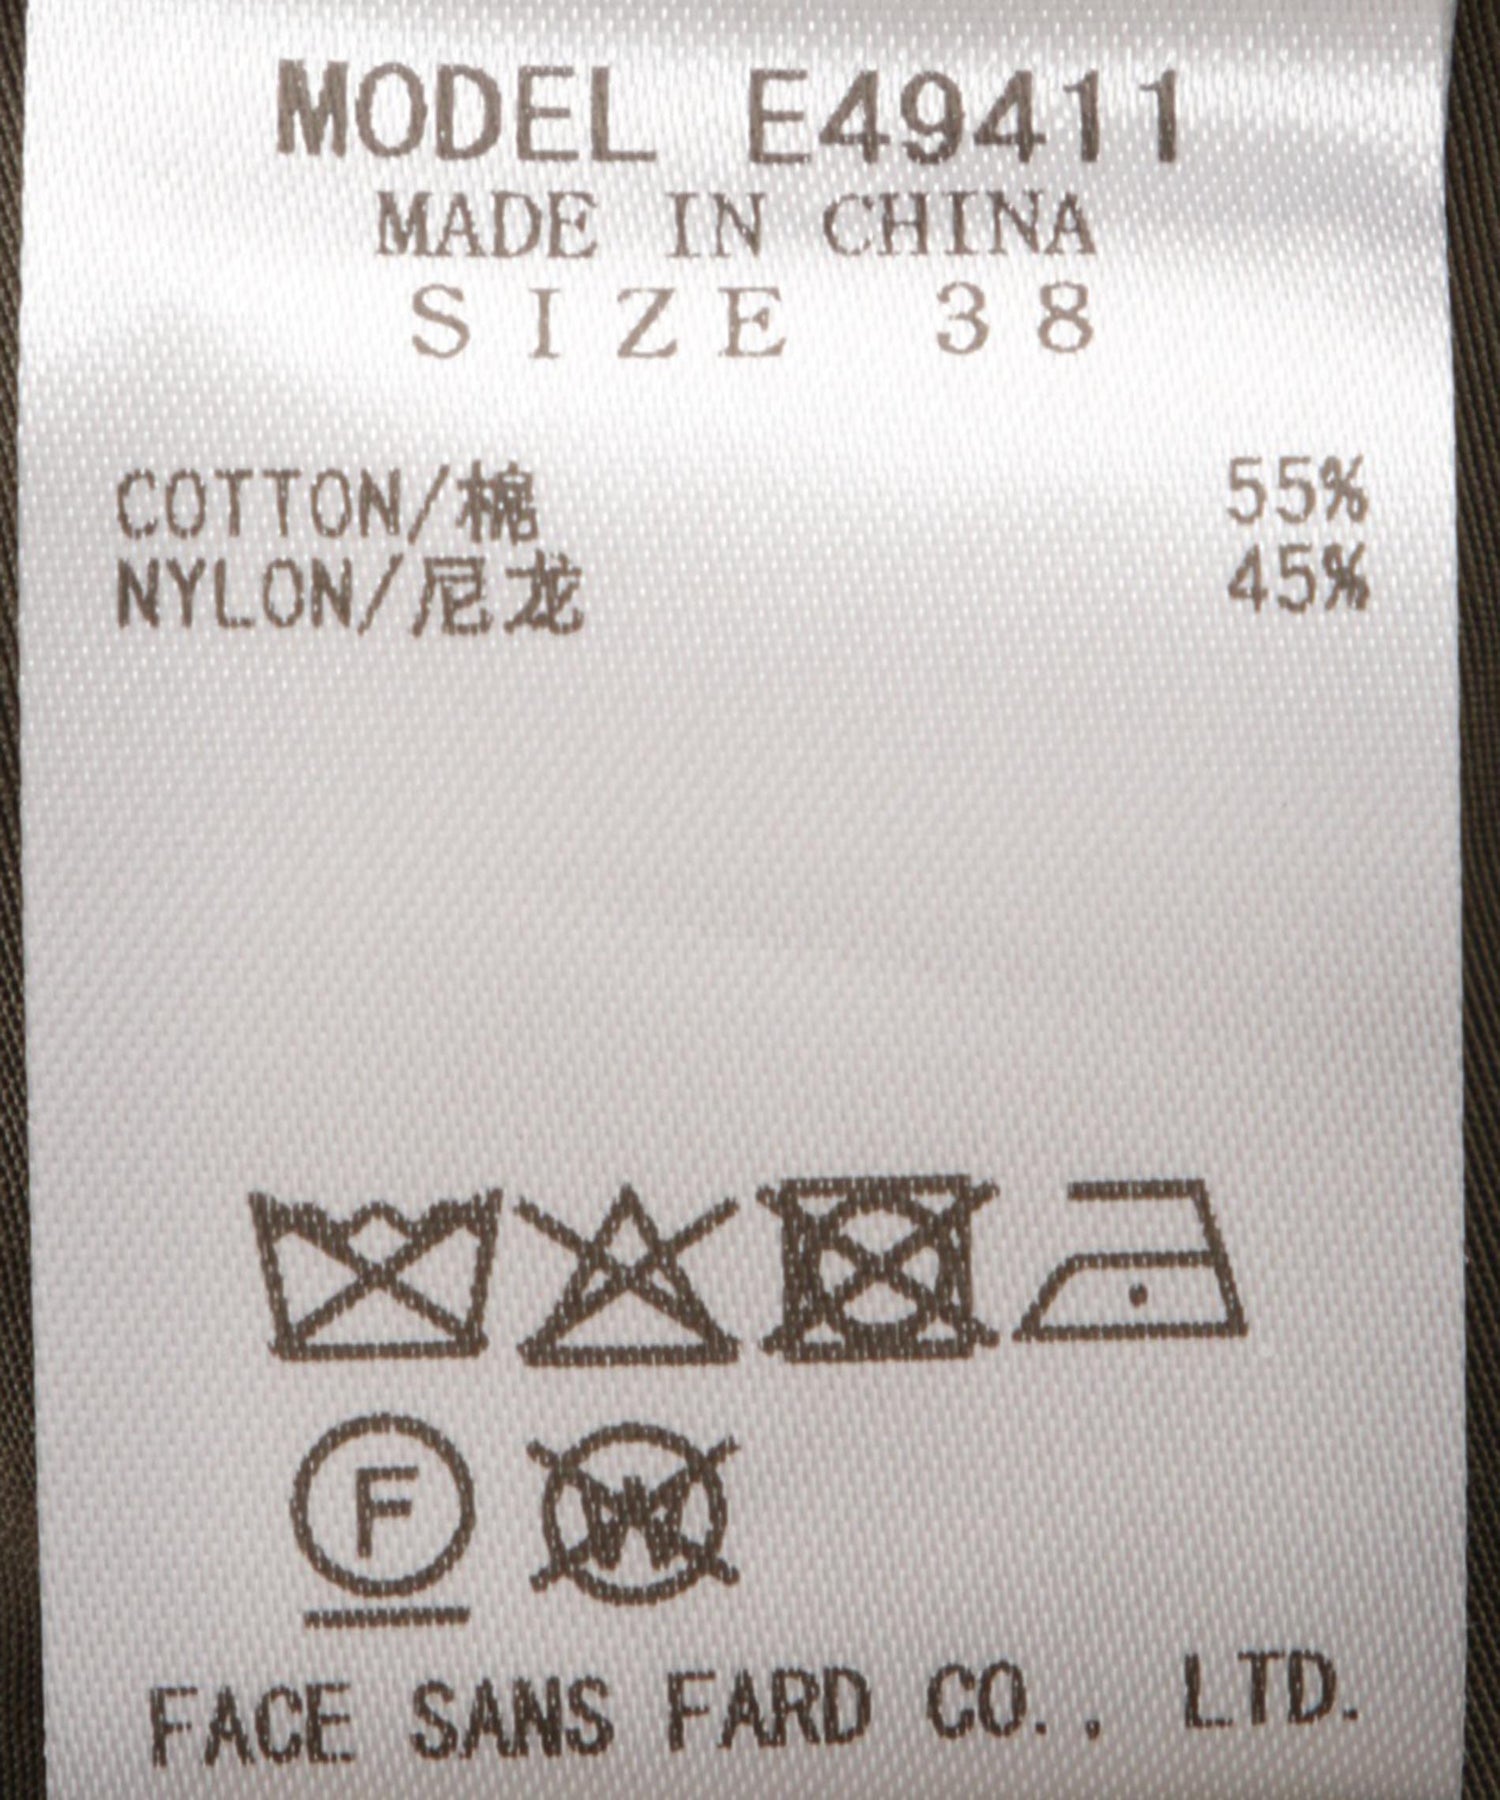 MODEL E49411
MADE IN CHINA
SIZE 38
COTTON/棉 55%
NYLON/尼龙 45%
F W
FACE SANS FARD CO., LTD.